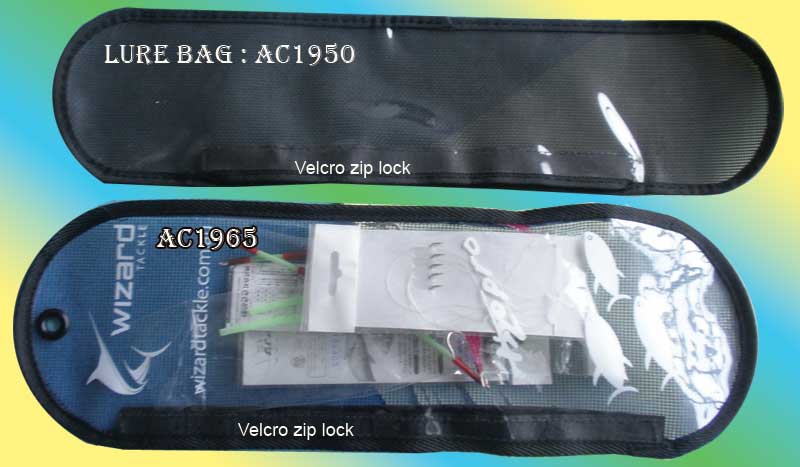 LURE BAG : AC1950
Velcro zip lock
AC1965
WIZARD
TACKLE
wizardtackle.com
Velcro zip lock